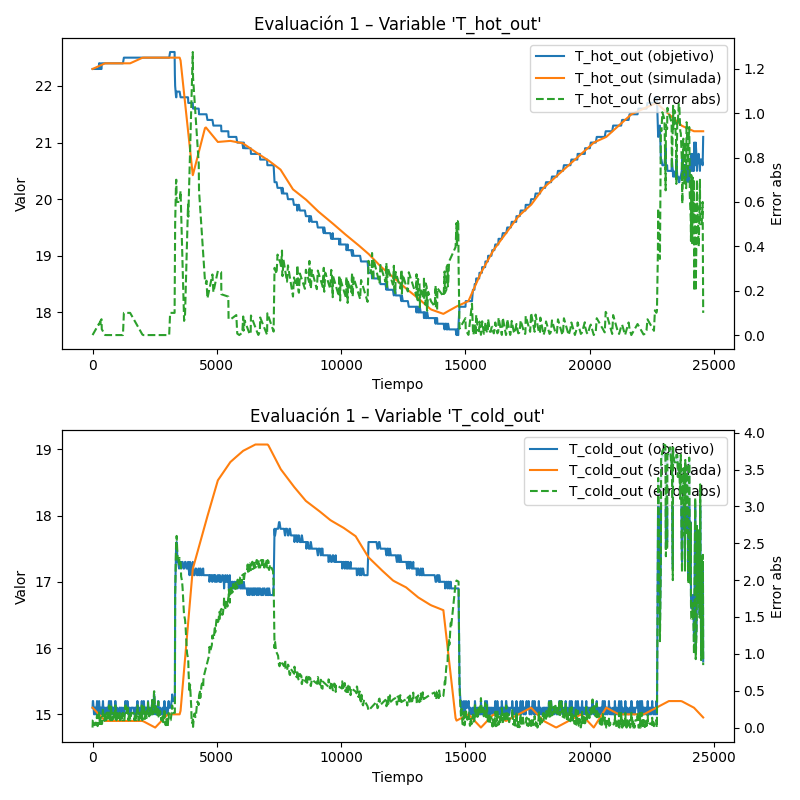 Evaluación 1 – Variable 'T_hot_out'
T_hot_out (objetivo)
T_hot_out (simulada)
T_hot_out (error abs)
22
21
20
19
18
Valor
1.2
1.0
0.8
0.6
0.4
0.2
0.0
Error abs
0
5000
10000
15000
20000
25000
Tiempo
Evaluación 1 – Variable 'T_cold_out'
T_cold_out (objetivo)
T_cold_out (simulada)
T_cold_out (error abs)
19
18
17
16
15
Valor
4.0
3.5
3.0
2.5
2.0
1.5
1.0
0.5
0.0
Error abs
0
5000
10000
15000
20000
25000
Tiempo